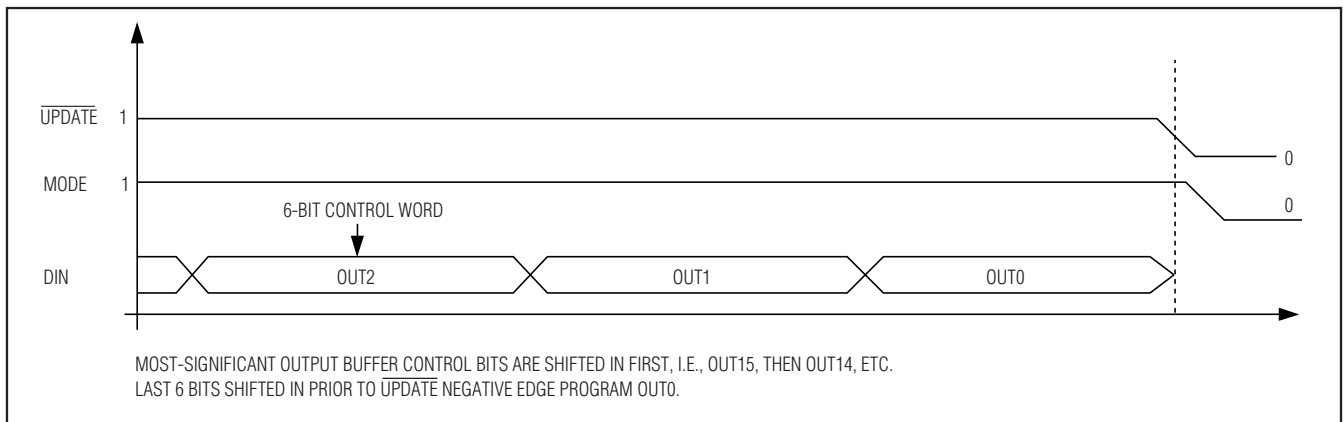 UPDATE 1
0
MODE 1
0
6-BIT CONTROL WORD
DIN OUT2 OUT1 OUT0
MOST-SIGNIFICANT OUTPUT BUFFER CONTROL BITS ARE SHIFTED IN FIRST, I.E., OUT15, THEN OUT14, ETC.
LAST 6 BITS SHIFTED IN PRIOR TO UPDATE NEGATIVE EDGE PROGRAM OUT0.